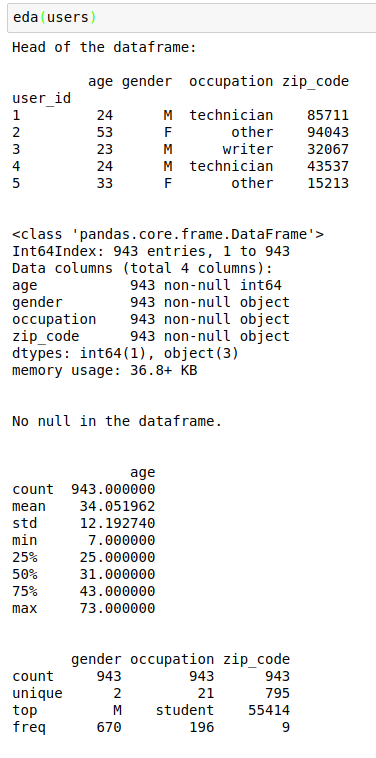 eda(users)
Head of the dataframe:
         age gender  occupation zip_code
user_id
1         24      M  technician    85711
2         53      F       other    94043
3         23      M      writer    32067
4         24      M  technician    43537
5         33      F       other    15213
<class 'pandas.core.frame.DataFrame'>
Int64Index: 943 entries, 1 to 943
Data columns (total 4 columns):
age           943 non-null int64
gender        943 non-null object
occupation    943 non-null object
zip_code      943 non-null object
dtypes: int64(1), object(3)
memory usage: 36.8+ KB
No null in the dataframe.
              age
count  943.000000
mean    34.051962
std     12.192740
min      7.000000
25%     25.000000
50%     31.000000
75%     43.000000
max     73.000000
       gender occupation zip_code
count     943        943      943
unique      2         21      795
top         M    student    55414
freq      670        196        9